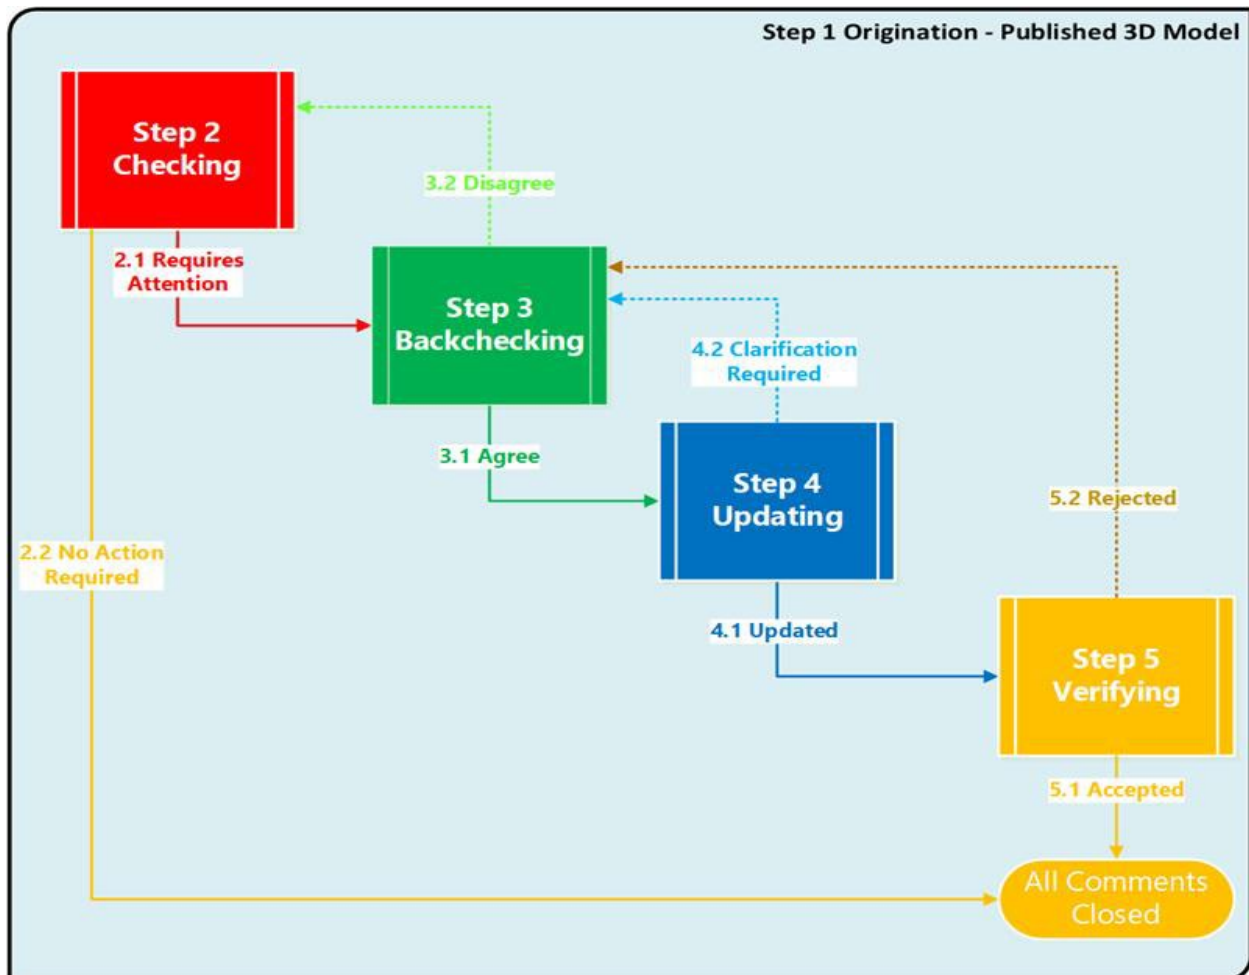 Step 1 Origination - Published 3D Model
Step 2
Checking
3.2 Disagree
2.1 Requires
Attention
Step 3
Backchecking
4.2 Clarification
Required
3.1 Agree
Step 4
Updating
5.2 Rejected
2.2 No Action
Required
4.1 Updated
Step 5
Verifying
5.1 Accepted
All Comments
Closed